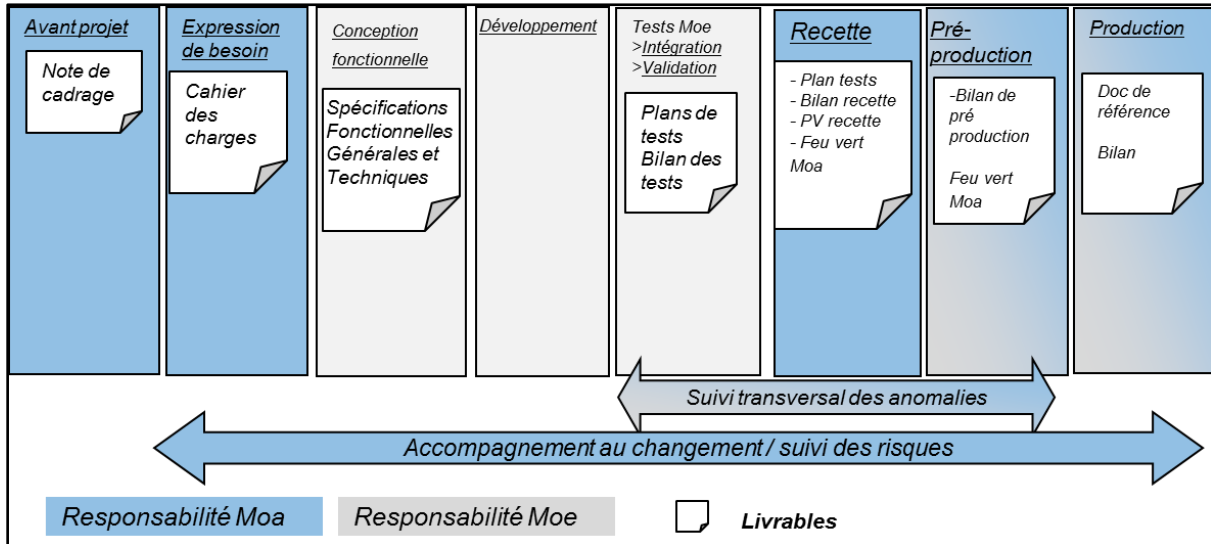 Avant projet
Note de
cadrage
Expression
de besoin
Cahier
des
charges
Conception
fonctionnelle
Spécifications
Fonctionnelles
Générales et
Techniques
Développement
Tests Moe
>Intégration
>Validation
Plans de
tests
Bilan des
tests
Recette
- Plan tests
- Bilan recette
- PV recette
- Feu vert
Moa
Pré-
production
-Bilan de
pré
production
Feu vert
Moa
Production
Doc de
référence
Bilan
Suivi transversal des anomalies
Accompagnement au changement / suivi des risques
Responsabilité Moa
Responsabilité Moe
Livrables